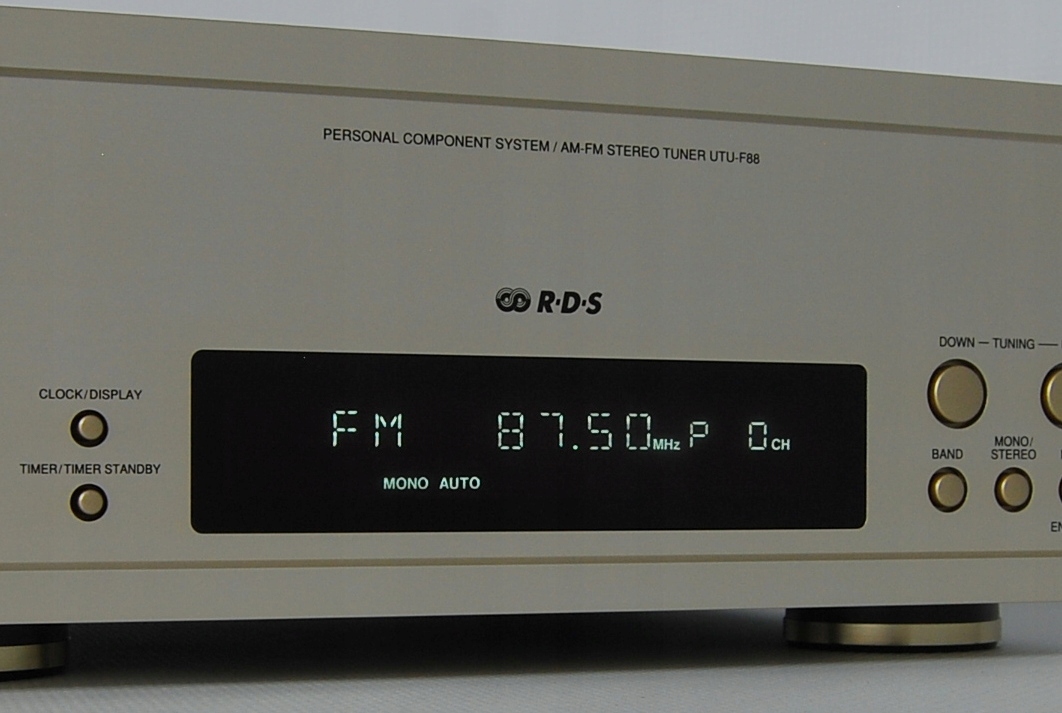 PERSONAL COMPONENT SYSTEM / AM-FM STEREO TUNER UTU-F88
R·D·S
DOWN — TUNING —
CLOCK/DISPLAY
FM 87.50MHz P 0CH
MONO/
BAND STEREO
TIMER/TIMER STANDBY
MONO AUTO